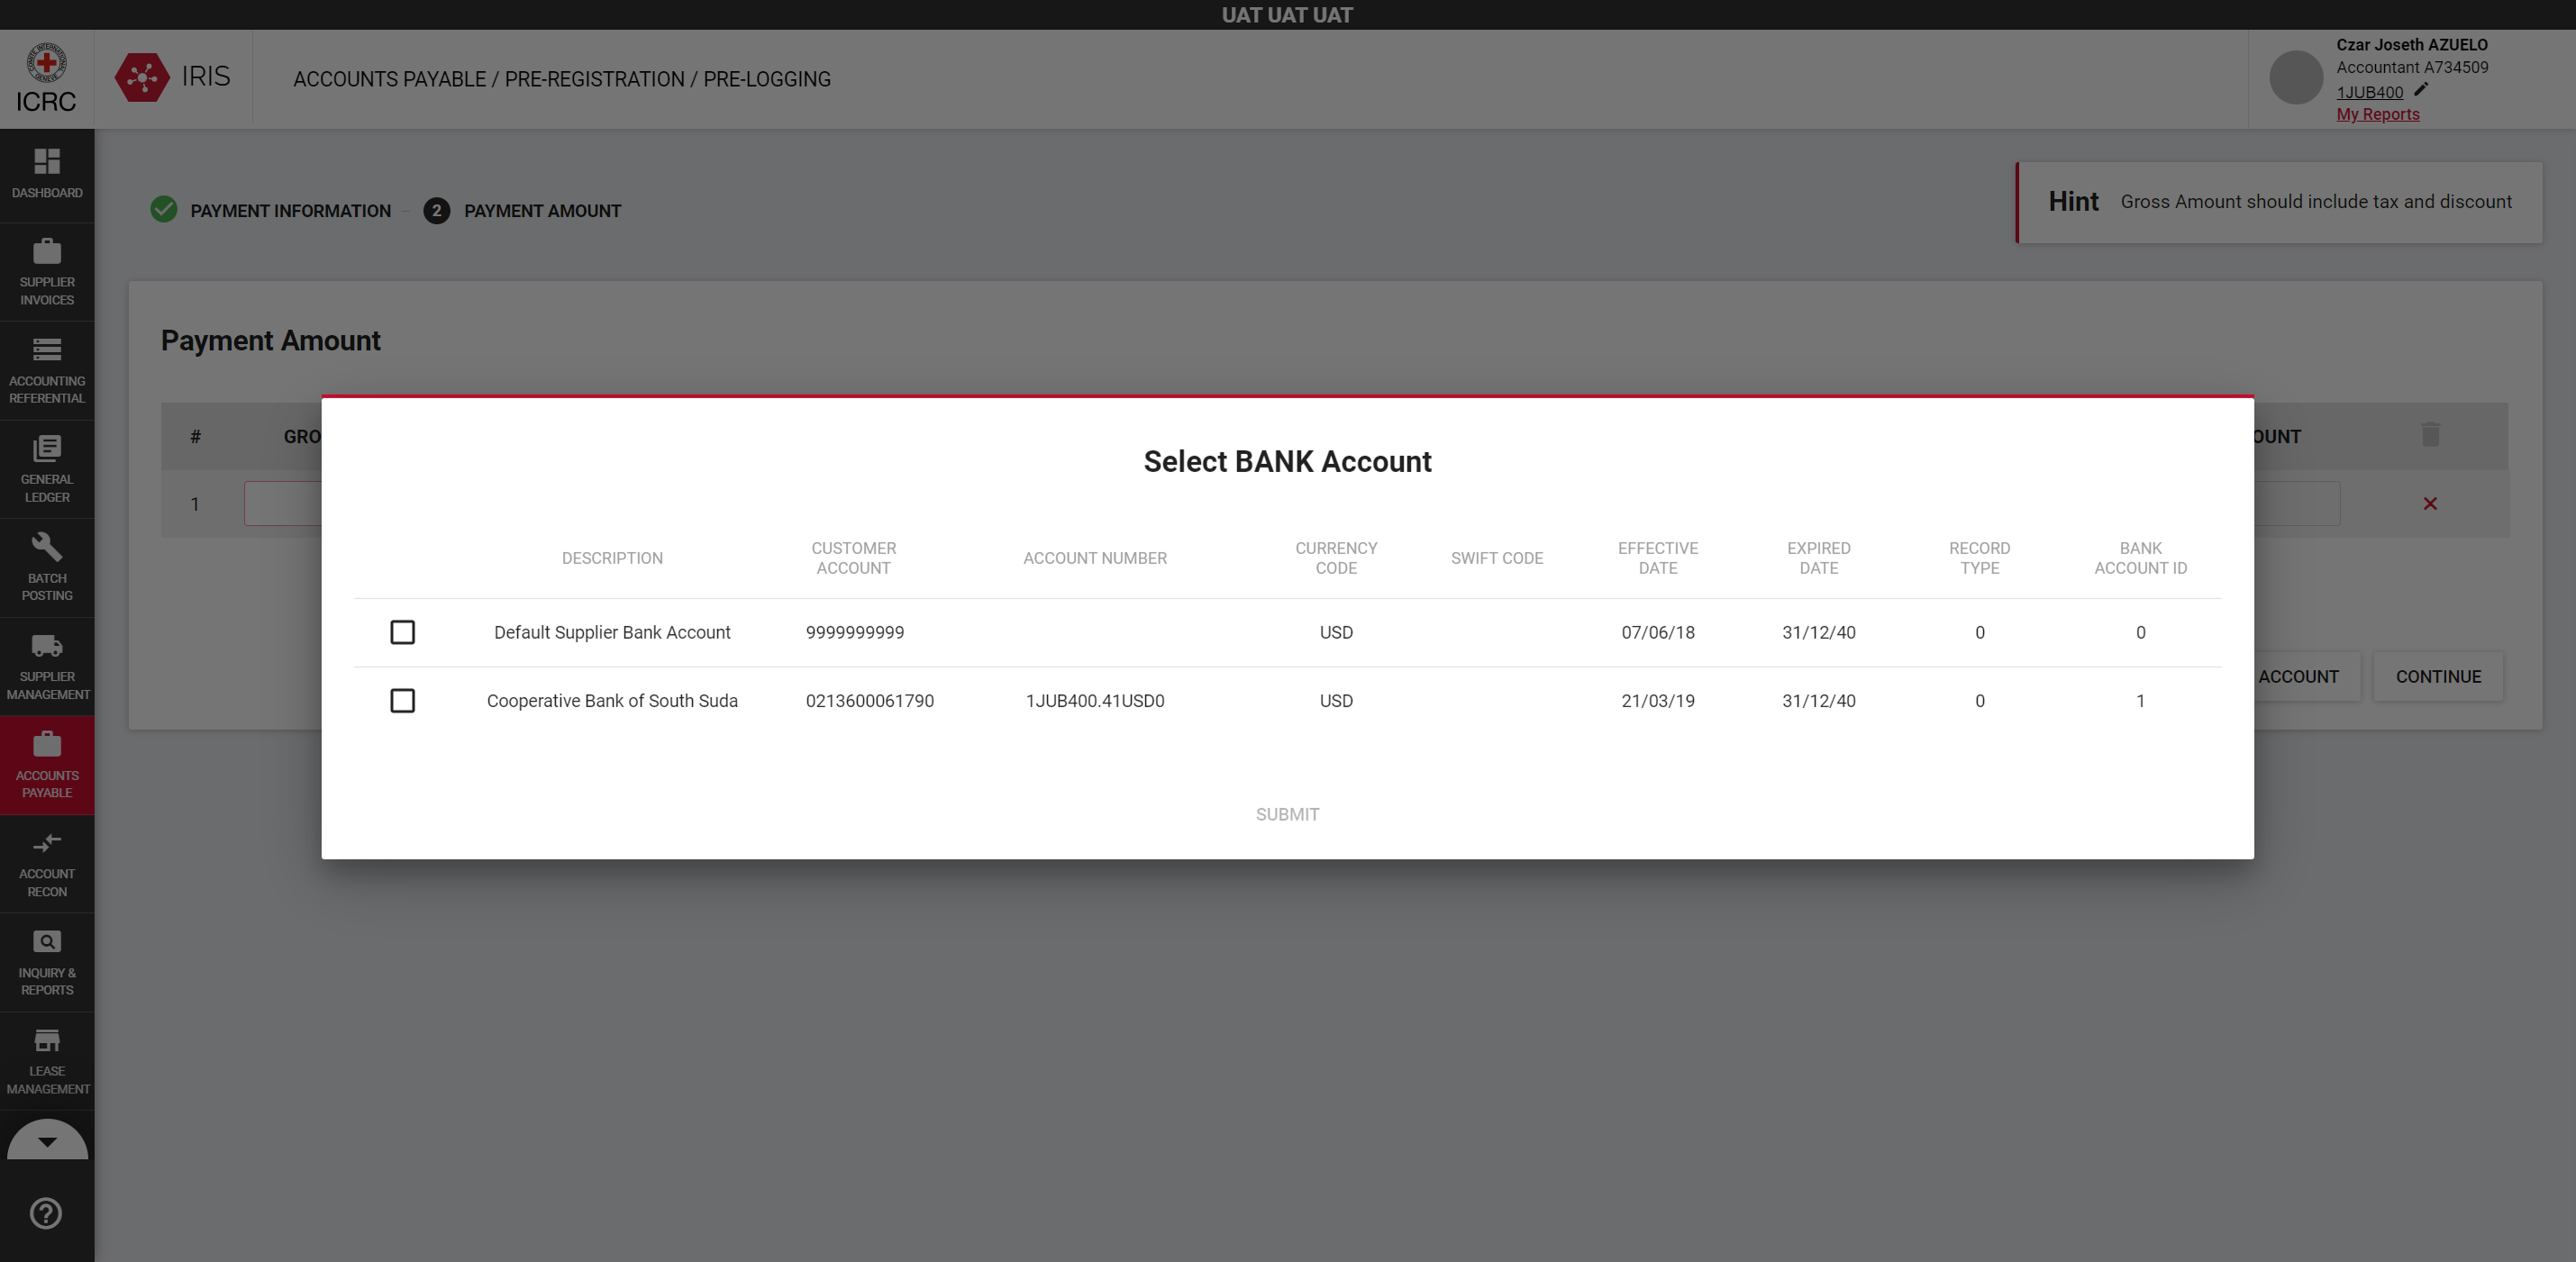 UAT UAT UAT
COMITE INTERNATIONAL GENEVE
ICRC
IRIS
ACCOUNTS PAYABLE / PRE-REGISTRATION / PRE-LOGGING
Czar Joseth AZUELO
Accountant A734509
1JUB400
My Reports
DASHBOARD
SUPPLIER
INVOICES
ACCOUNTING
REFERENTIAL
GENERAL
LEDGER
BATCH
POSTING
SUPPLIER
MANAGEMENT
ACCOUNTS
PAYABLE
ACCOUNT
RECON
INQUIRY &
REPORTS
LEASE
MANAGEMENT
PAYMENT INFORMATION
2 PAYMENT AMOUNT
Hint Gross Amount should include tax and discount
Payment Amount
# GRO OUNT
1
Select BANK Account
DESCRIPTION CUSTOMER ACCOUNT ACCOUNT NUMBER CURRENCY CODE SWIFT CODE EFFECTIVE DATE EXPIRED DATE RECORD TYPE BANK ACCOUNT ID
Default Supplier Bank Account 9999999999 USD 07/06/18 31/12/40 0 0
Cooperative Bank of South Suda 0213600061790 1JUB400.41USD0 USD 21/03/19 31/12/40 0 1
SUBMIT
ACCOUNT CONTINUE